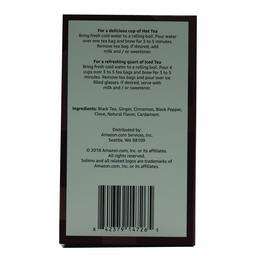 For a delicious cup of Hot Tea
Bring fresh cold water to a rolling boil. Pour water
over one tea bag and brew for 3 to 5 minutes.
Remove tea bag. If desired, add
milk and / or sweetener.
For a refreshing quart of Iced Tea
Bring fresh cold water to a rolling boil. Pour 4
cups over 3 to 5 tea bags and brew for 3 to 5
minutes. Remove tea bags and pour over ice
filled glasses. If desired, serve with
milk and / or sweetener.
Ingredients: Black Tea, Ginger, Cinnamon, Black Pepper,
Clove, Natural Flavor, Cardamom.
Distributed by:
Amazon.com Services, Inc.
Seattle, WA 98109
© 2018 Amazon.com, Inc. or its affiliates.
All rights reserved.
Solimo and all related logos are trademarks of
Amazon.com, Inc. or its affiliates.
8 42379 14726 5